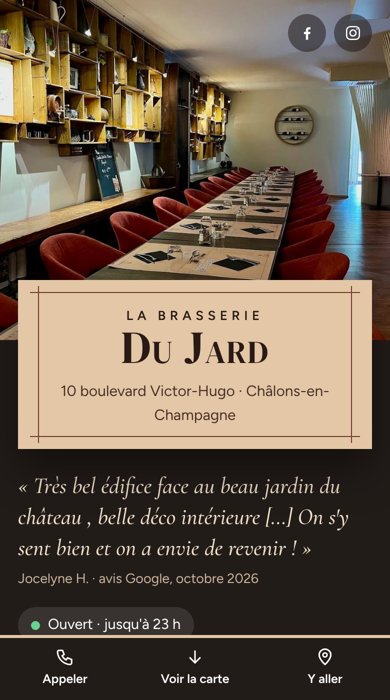 LA BRASSERIE
DU JARD
10 boulevard Victor-Hugo · Châlons-en-
Champagne
« Très bel édifice face au beau jardin du
château , belle déco intérieure [...] On s'y
sent bien et on a envie de revenir ! »
Jocelyne H. · avis Google, octobre 2026
Ouvert · jusqu'à 23 h
Appeler
Voir la carte
Y aller